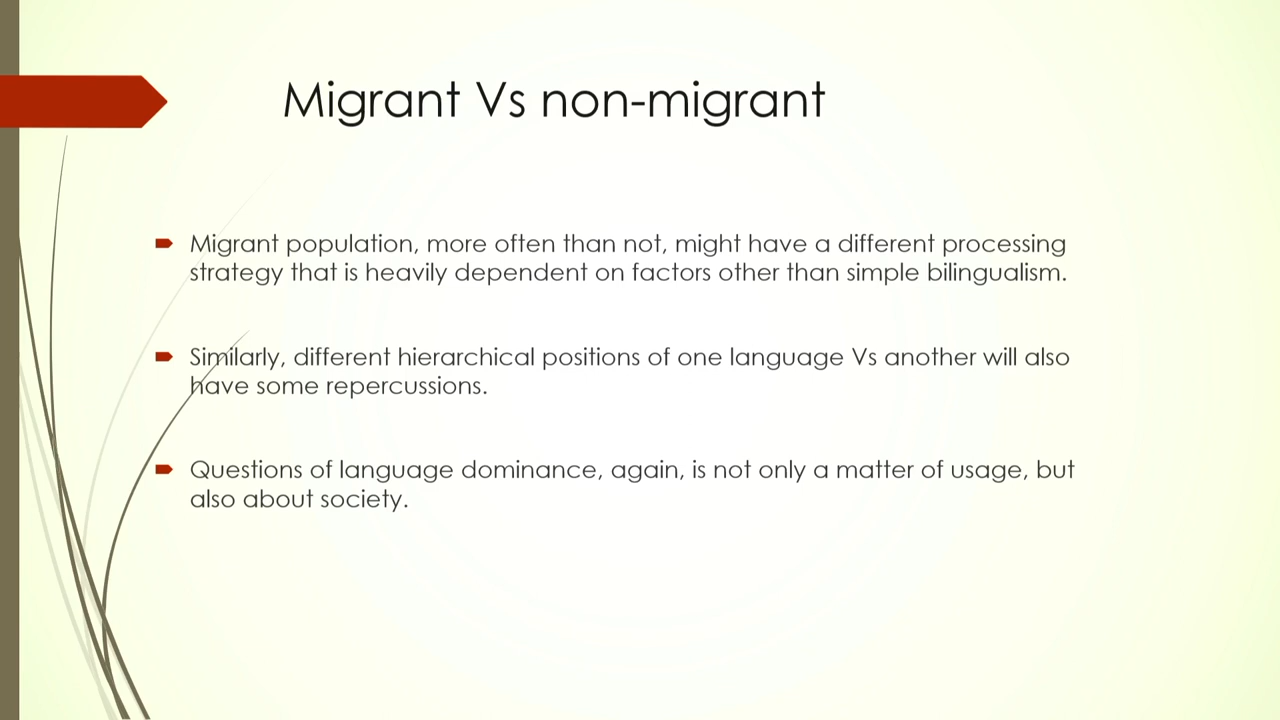 Migrant Vs non-migrant
Migrant population, more often than not, might have a different processing
strategy that is heavily dependent on factors other than simple bilingualism.
Similarly, different hierarchical positions of one language Vs another will also
have some repercussions.
Questions of language dominance, again, is not only a matter of usage, but
also about society.